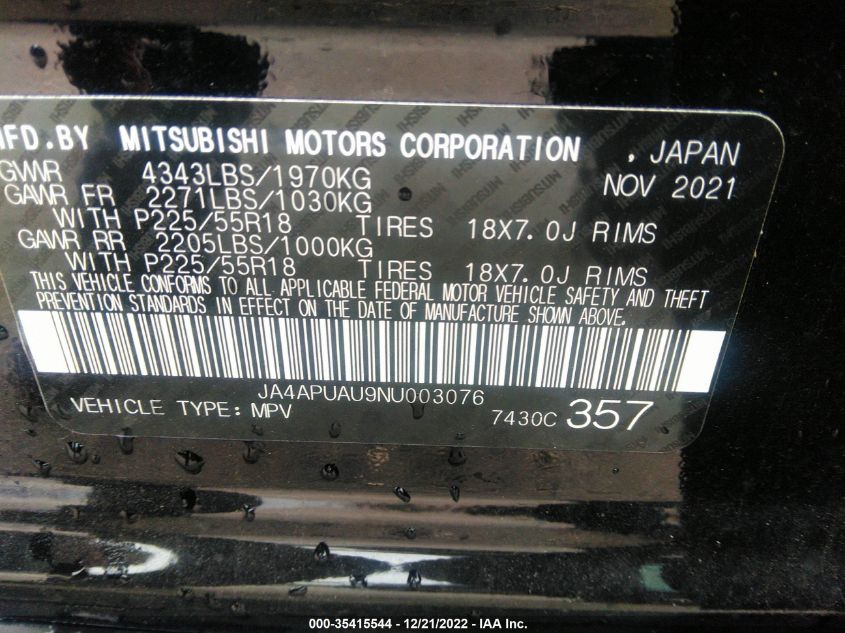 MFD.BY MITSUBISHI MOTORS CORPORATION , JAPAN
GVWR 4343LBS/1970KG NOV 2021
GAWR FR 2271LBS/1030KG
WITH P225/55R18 TIRES 18X7.0J RIMS
GAWR RR 2205LBS/1000KG
WITH P225/55R18 TIRES 18X7.0J RIMS
THIS VEHICLE CONFORMS TO ALL APPLICABLE FEDERAL MOTOR VEHICLE SAFETY AND THEFT
PREVENTION STANDARDS IN EFFECT ON THE DATE OF MANUFACTURE SHOWN ABOVE.
JA4APUAU9NU003076
VEHICLE TYPE: MPV 7430C 357
000-35415544 - 12/21/2022 - IAA Inc.